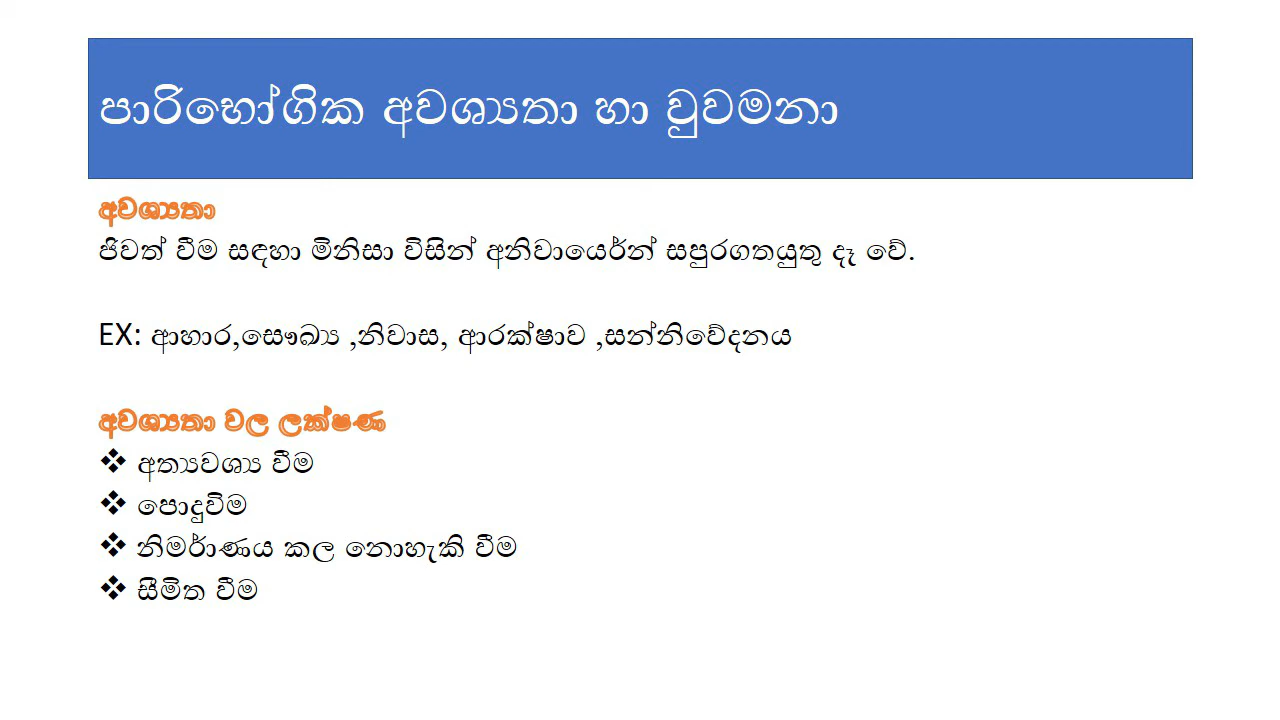 පාරිභෝගික අවශ්‍යතා හා වුවමනා
අවශ්‍යතා
ජිවත් වීම සඳහා මිනිසා විසින් අනිවායෙර්න් සපුරගතයුතු දෑ වේ.
EX: ආහාර,සෞඛ්‍ය ,නිවාස, ආරක්ෂාව ,සන්නිවේදනය
අවශ්‍යතා වල ලක්ෂණ
❖ අත්‍යවශ්‍ය වීම
❖ පොදුවිම
❖ නිමර්ාණය කල නොහැකි වීම
❖ සීමිත වීම